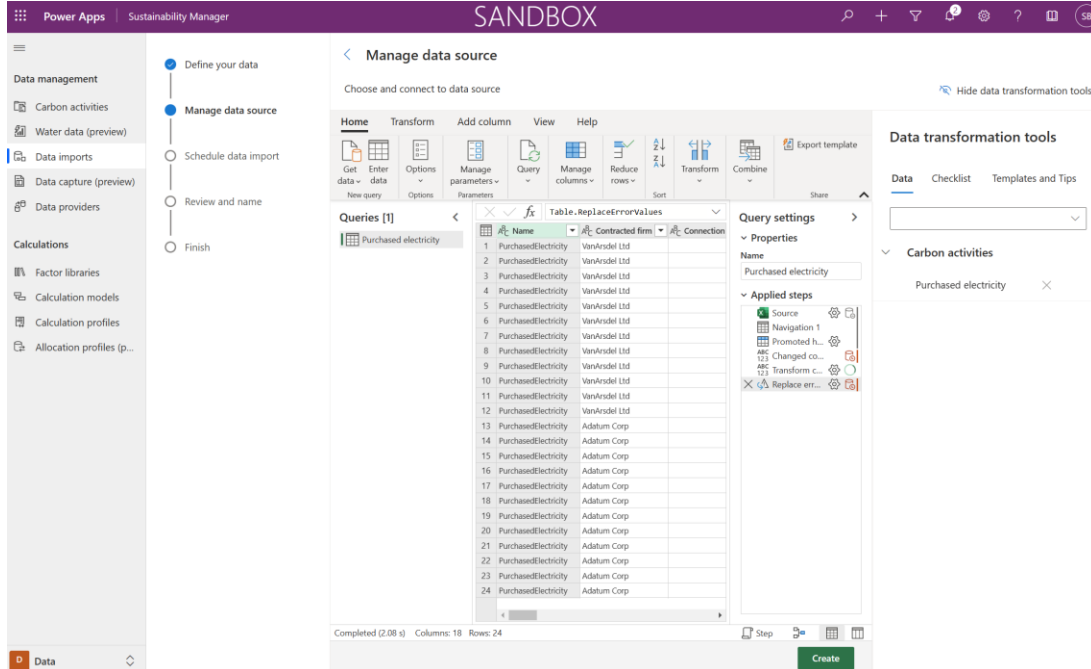 Power Apps
Sustainability Manager
SANDBOX
2
SB
Data management
Carbon activities
Water data (preview)
Data imports
Data capture (preview)
Data providers
Calculations
Factor libraries
Calculation models
Calculation profiles
Allocation profiles (p...
D Data
Define your data
Manage data source
Schedule data import
Review and name
Finish
Manage data source
Choose and connect to data source
Hide data transformation tools
Home Transform Add column View Help
Get data
Enter data
New query
Options
Options
Manage parameters
Parameters
Query
Manage columns
Reduce rows
Sort
Transform
Combine
Export template
Share
Queries [1]
Purchased electricity
fx Table.ReplaceErrorValues
Name Contracted firm Connection
1 PurchasedElectricity VanArsdel Ltd
2 PurchasedElectricity VanArsdel Ltd
3 PurchasedElectricity VanArsdel Ltd
4 PurchasedElectricity VanArsdel Ltd
5 PurchasedElectricity VanArsdel Ltd
6 PurchasedElectricity VanArsdel Ltd
7 PurchasedElectricity VanArsdel Ltd
8 PurchasedElectricity VanArsdel Ltd
9 PurchasedElectricity VanArsdel Ltd
10 PurchasedElectricity VanArsdel Ltd
11 PurchasedElectricity VanArsdel Ltd
12 PurchasedElectricity VanArsdel Ltd
13 PurchasedElectricity Adatum Corp
14 PurchasedElectricity Adatum Corp
15 PurchasedElectricity Adatum Corp
16 PurchasedElectricity Adatum Corp
17 PurchasedElectricity Adatum Corp
18 PurchasedElectricity Adatum Corp
19 PurchasedElectricity Adatum Corp
20 PurchasedElectricity Adatum Corp
21 PurchasedElectricity Adatum Corp
22 PurchasedElectricity Adatum Corp
23 PurchasedElectricity Adatum Corp
24 PurchasedElectricity Adatum Corp
Query settings
Properties
Name
Purchased electricity
Applied steps
Source
Navigation 1
Promoted h...
ABC 123 Changed co...
ABC 123 Transform c...
Replace err...
Completed (2.08 s) Columns: 18 Rows: 24
Step
Create
Data transformation tools
Data Checklist Templates and Tips
Carbon activities
Purchased electricity